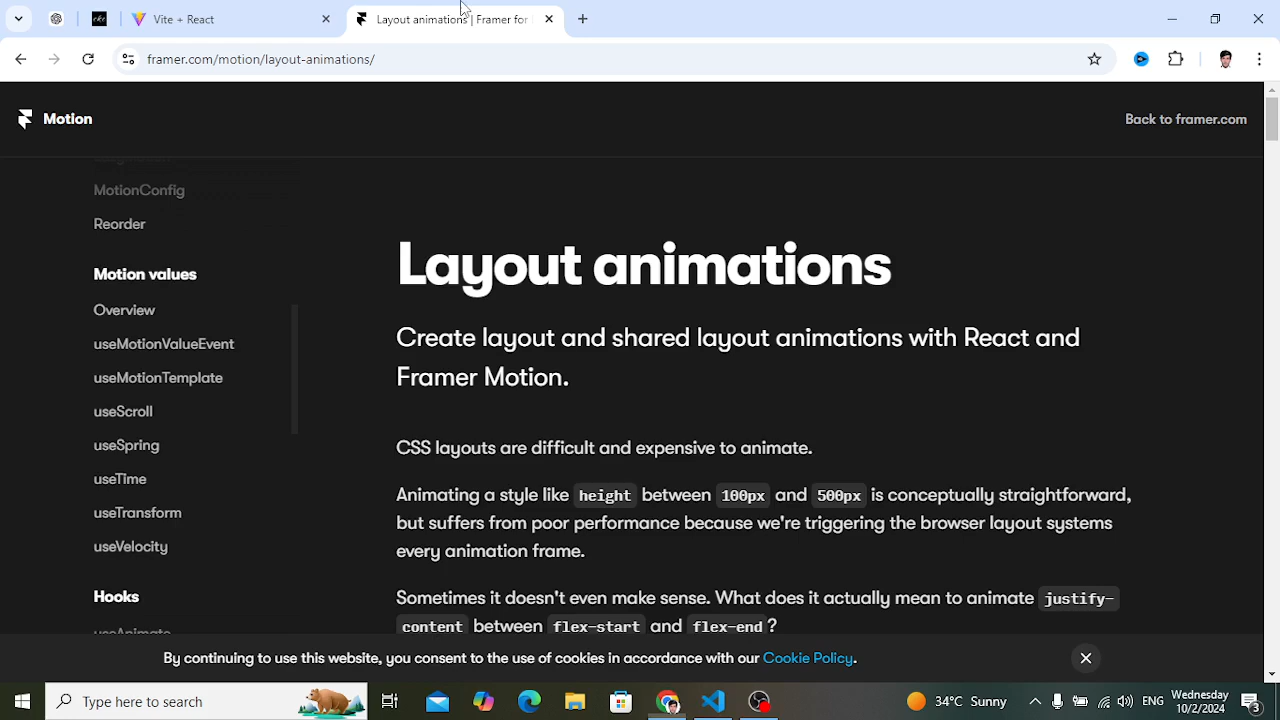 Vite + React
Layout animations | Framer for
framer.com/motion/layout-animations/
Motion
Back to framer.com
MotionConfig
Reorder
Motion values
Overview
useMotionValueEvent
useMotionTemplate
useScroll
useSpring
useTime
useTransform
useVelocity
Hooks
useAnimate
Layout animations
Create layout and shared layout animations with React and
Framer Motion.
CSS layouts are difficult and expensive to animate.
Animating a style like height between 100px and 500px is conceptually straightforward,
but suffers from poor performance because we're triggering the browser layout systems
every animation frame.
Sometimes it doesn't even make sense. What does it actually mean to animate justify-
content between flex-start and flex-end?
By continuing to use this website, you consent to the use of cookies in accordance with our Cookie Policy.
Type here to search
34°C Sunny
ENG
Wednesday
10/2/2024
3